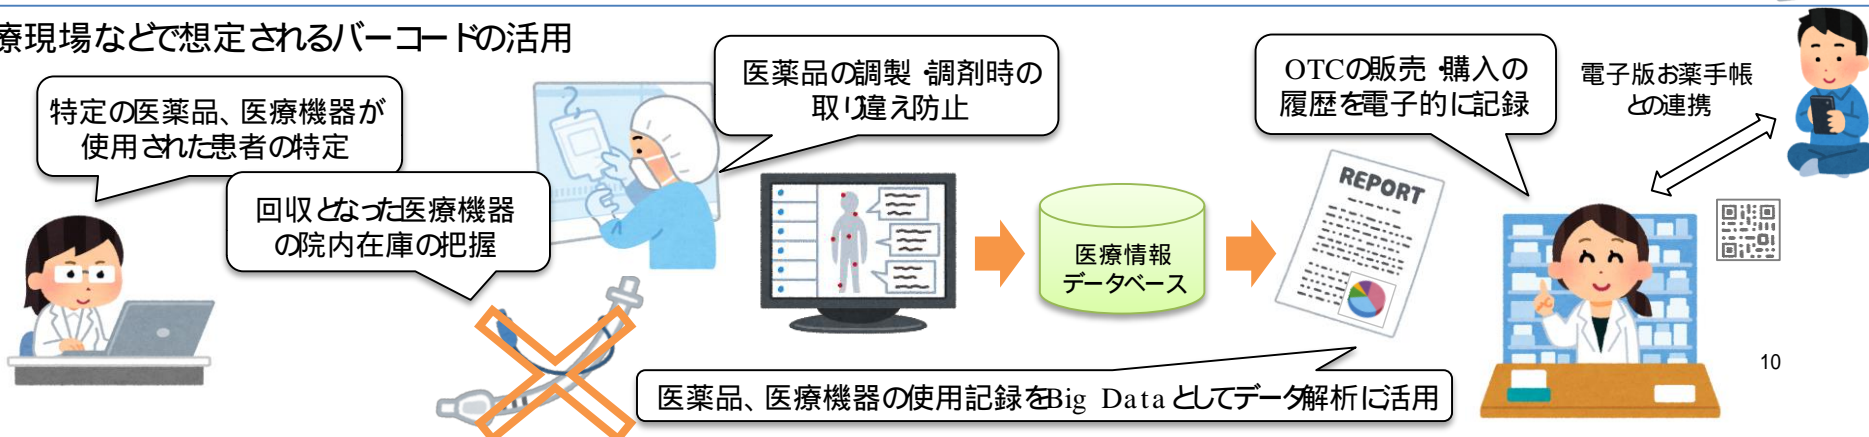 療現場などで想定されるバーコードの活用
特定の医薬品、医療機器が
使用された患者の特定
回収となった医療機器
の院内在庫の把握
医薬品の調製・調剤時の
取り違え防止
医療情報
データベース
REPORT
OTCの販売・購入の
履歴を電子的に記録
電子版お薬手帳
との連携
医薬品、医療機器の使用記録をBig Dataとしてデータ解析に活用
10